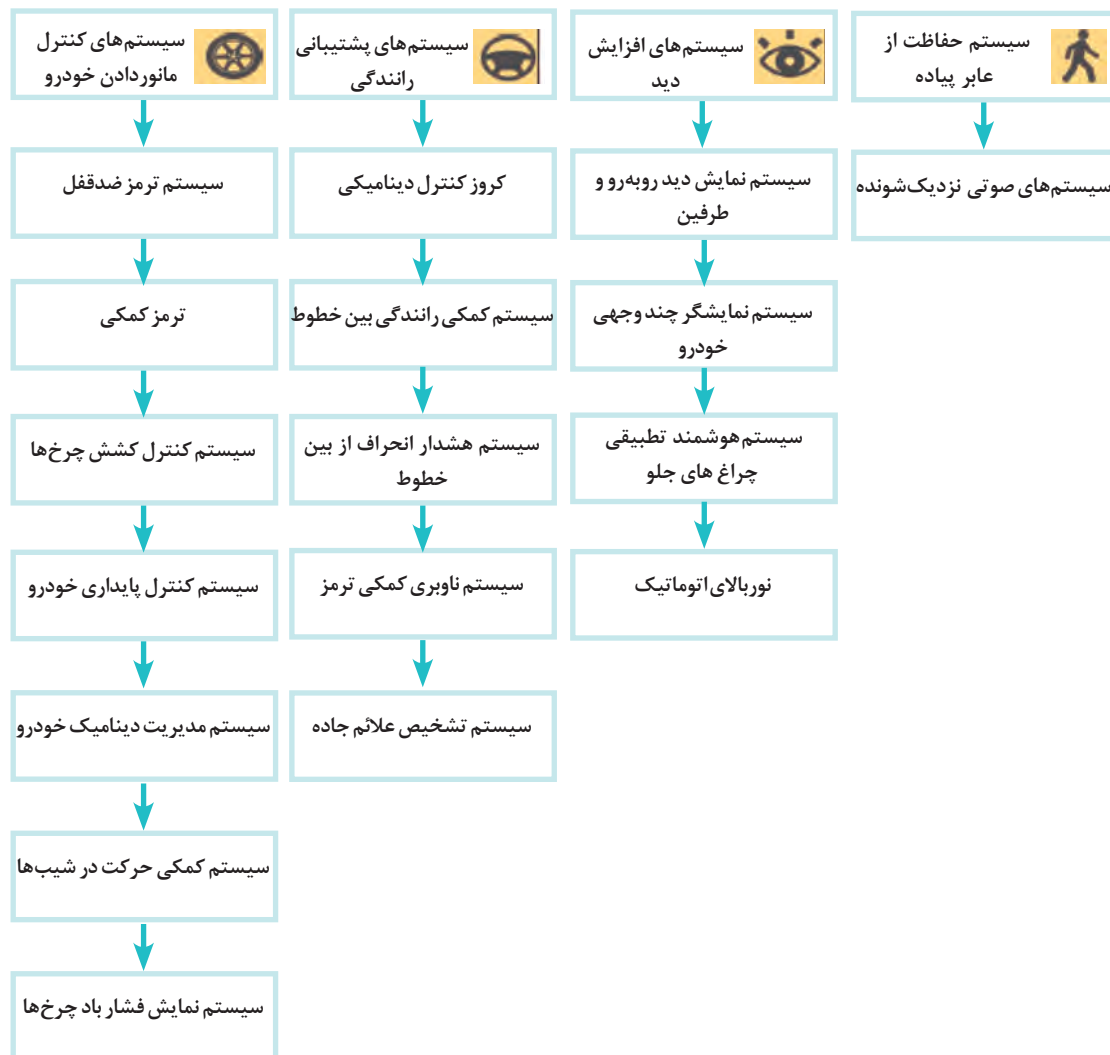 سیستم حفاظت از
عابر پیاده
سیستم‌های صوتی نزدیک‌شونده
سیستم‌های افزایش
دید
سیستم نمایش دید روبه‌رو و
طرفین
سیستم نمایشگر چند وجهی
خودرو
سیستم هوشمند تطبیقی
چراغ های جلو
نوربالای اتوماتیک
سیستم‌های پشتیبانی
رانندگی
کروز کنترل دینامیکی
سیستم کمکی رانندگی بین خطوط
سیستم هشدار انحراف از بین
خطوط
سیستم ناوبری کمکی ترمز
سیستم تشخیص علائم جاده
سیستم‌های کنترل
مانوردادن خودرو
سیستم ترمز ضدقفل
ترمز کمکی
سیستم کنترل کشش چرخ‌ها
سیستم کنترل پایداری خودرو
سیستم مدیریت دینامیک خودرو
سیستم کمکی حرکت در شیب‌ها
سیستم نمایش فشار باد چرخ‌ها